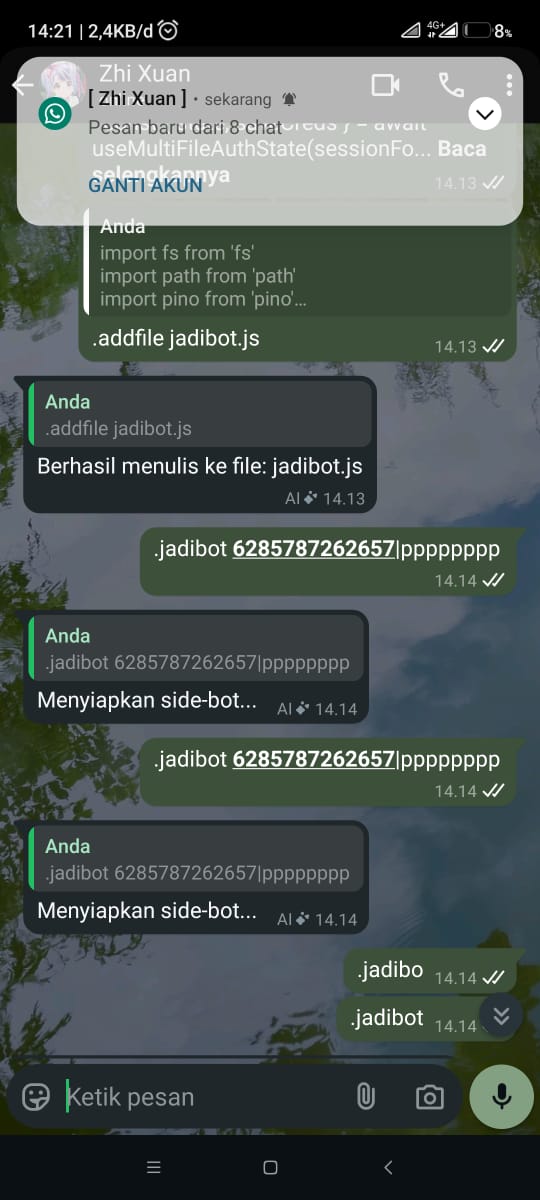 14:21 | 2,4KB/d
4G+
8%
Zhi Xuan
[ Zhi Xuan ] • sekarang
Pesan baru dari 8 chat
} = await
useMultiFileAuthState(sessionFo... Baca
selengkapnya
GANTI AKUN
14.13
Anda
import fs from 'fs'
import path from 'path'
import pino from 'pino'...
.addfile jadibot.js
14.13
Anda
.addfile jadibot.js
Berhasil menulis ke file: jadibot.js
AI 14.13
.jadibot 6285787262657|pppppppp
14.14
Anda
.jadibot 6285787262657|pppppppp
Menyiapkan side-bot...
AI 14.14
.jadibot 6285787262657|pppppppp
14.14
Anda
.jadibot 6285787262657|pppppppp
Menyiapkan side-bot...
AI 14.14
.jadibo
14.14
.jadibot
14.14
Ketik pesan